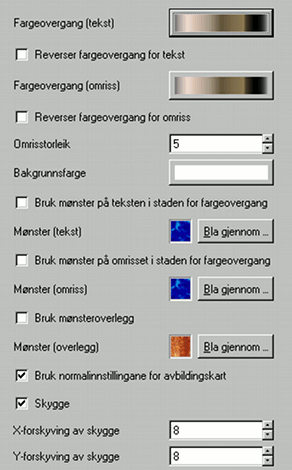 Fargeovergang (tekst)
Reverser fargeovergang for tekst
Fargeovergang (omriss)
Reverser fargeovergang for omriss
Omrisstorleik 5
Bakgrunnsfarge
Bruk mønster på teksten i staden for fargeovergang
Mønster (tekst) Bla gjennom ...
Bruk mønster på omrisset i staden for fargeovergang
Mønster (omriss) Bla gjennom ...
Bruk mønsteroverlegg
Mønster (overlegg) Bla gjennom ...
Bruk normalinnstillingane for avbildingskart
Skygge
X-forskyving av skygge 8
Y-forskyving av skygge 8